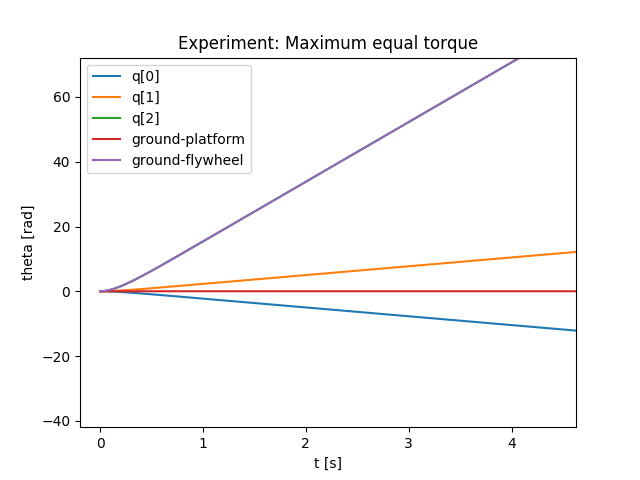 Experiment: Maximum equal torque
q[0]
q[1]
q[2]
ground-platform
ground-flywheel
60
40
20
0
−20
−40
theta [rad]
0 1 2 3 4
t [s]